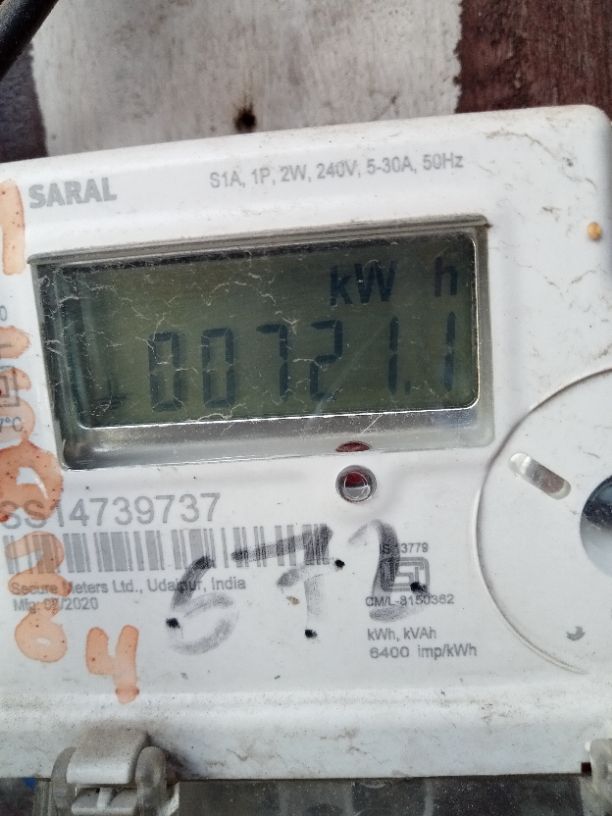 SARAL
S1A, 1P, 2W, 240V, 5-30A, 50Hz
kW h
00721.1
SS14739737
Secure Meters Ltd., Udaipur, India
IS 13779
CM/L-8150362
kWh, kVAh
6400 imp/kWh
4